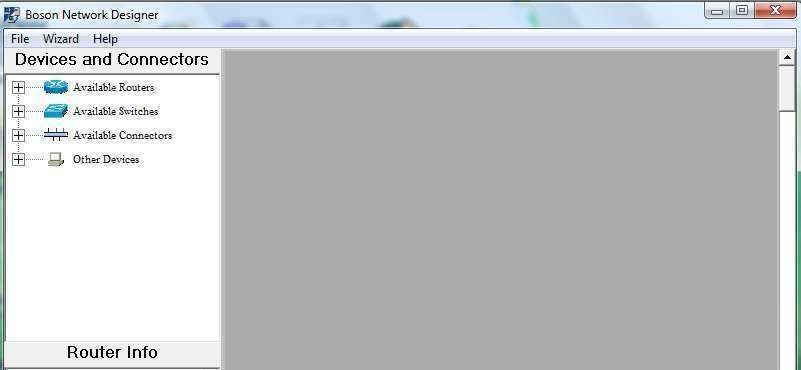 Boson Network Designer
File Wizard Help
Devices and Connectors
Available Routers
Available Switches
Available Connectors
Other Devices
Router Info